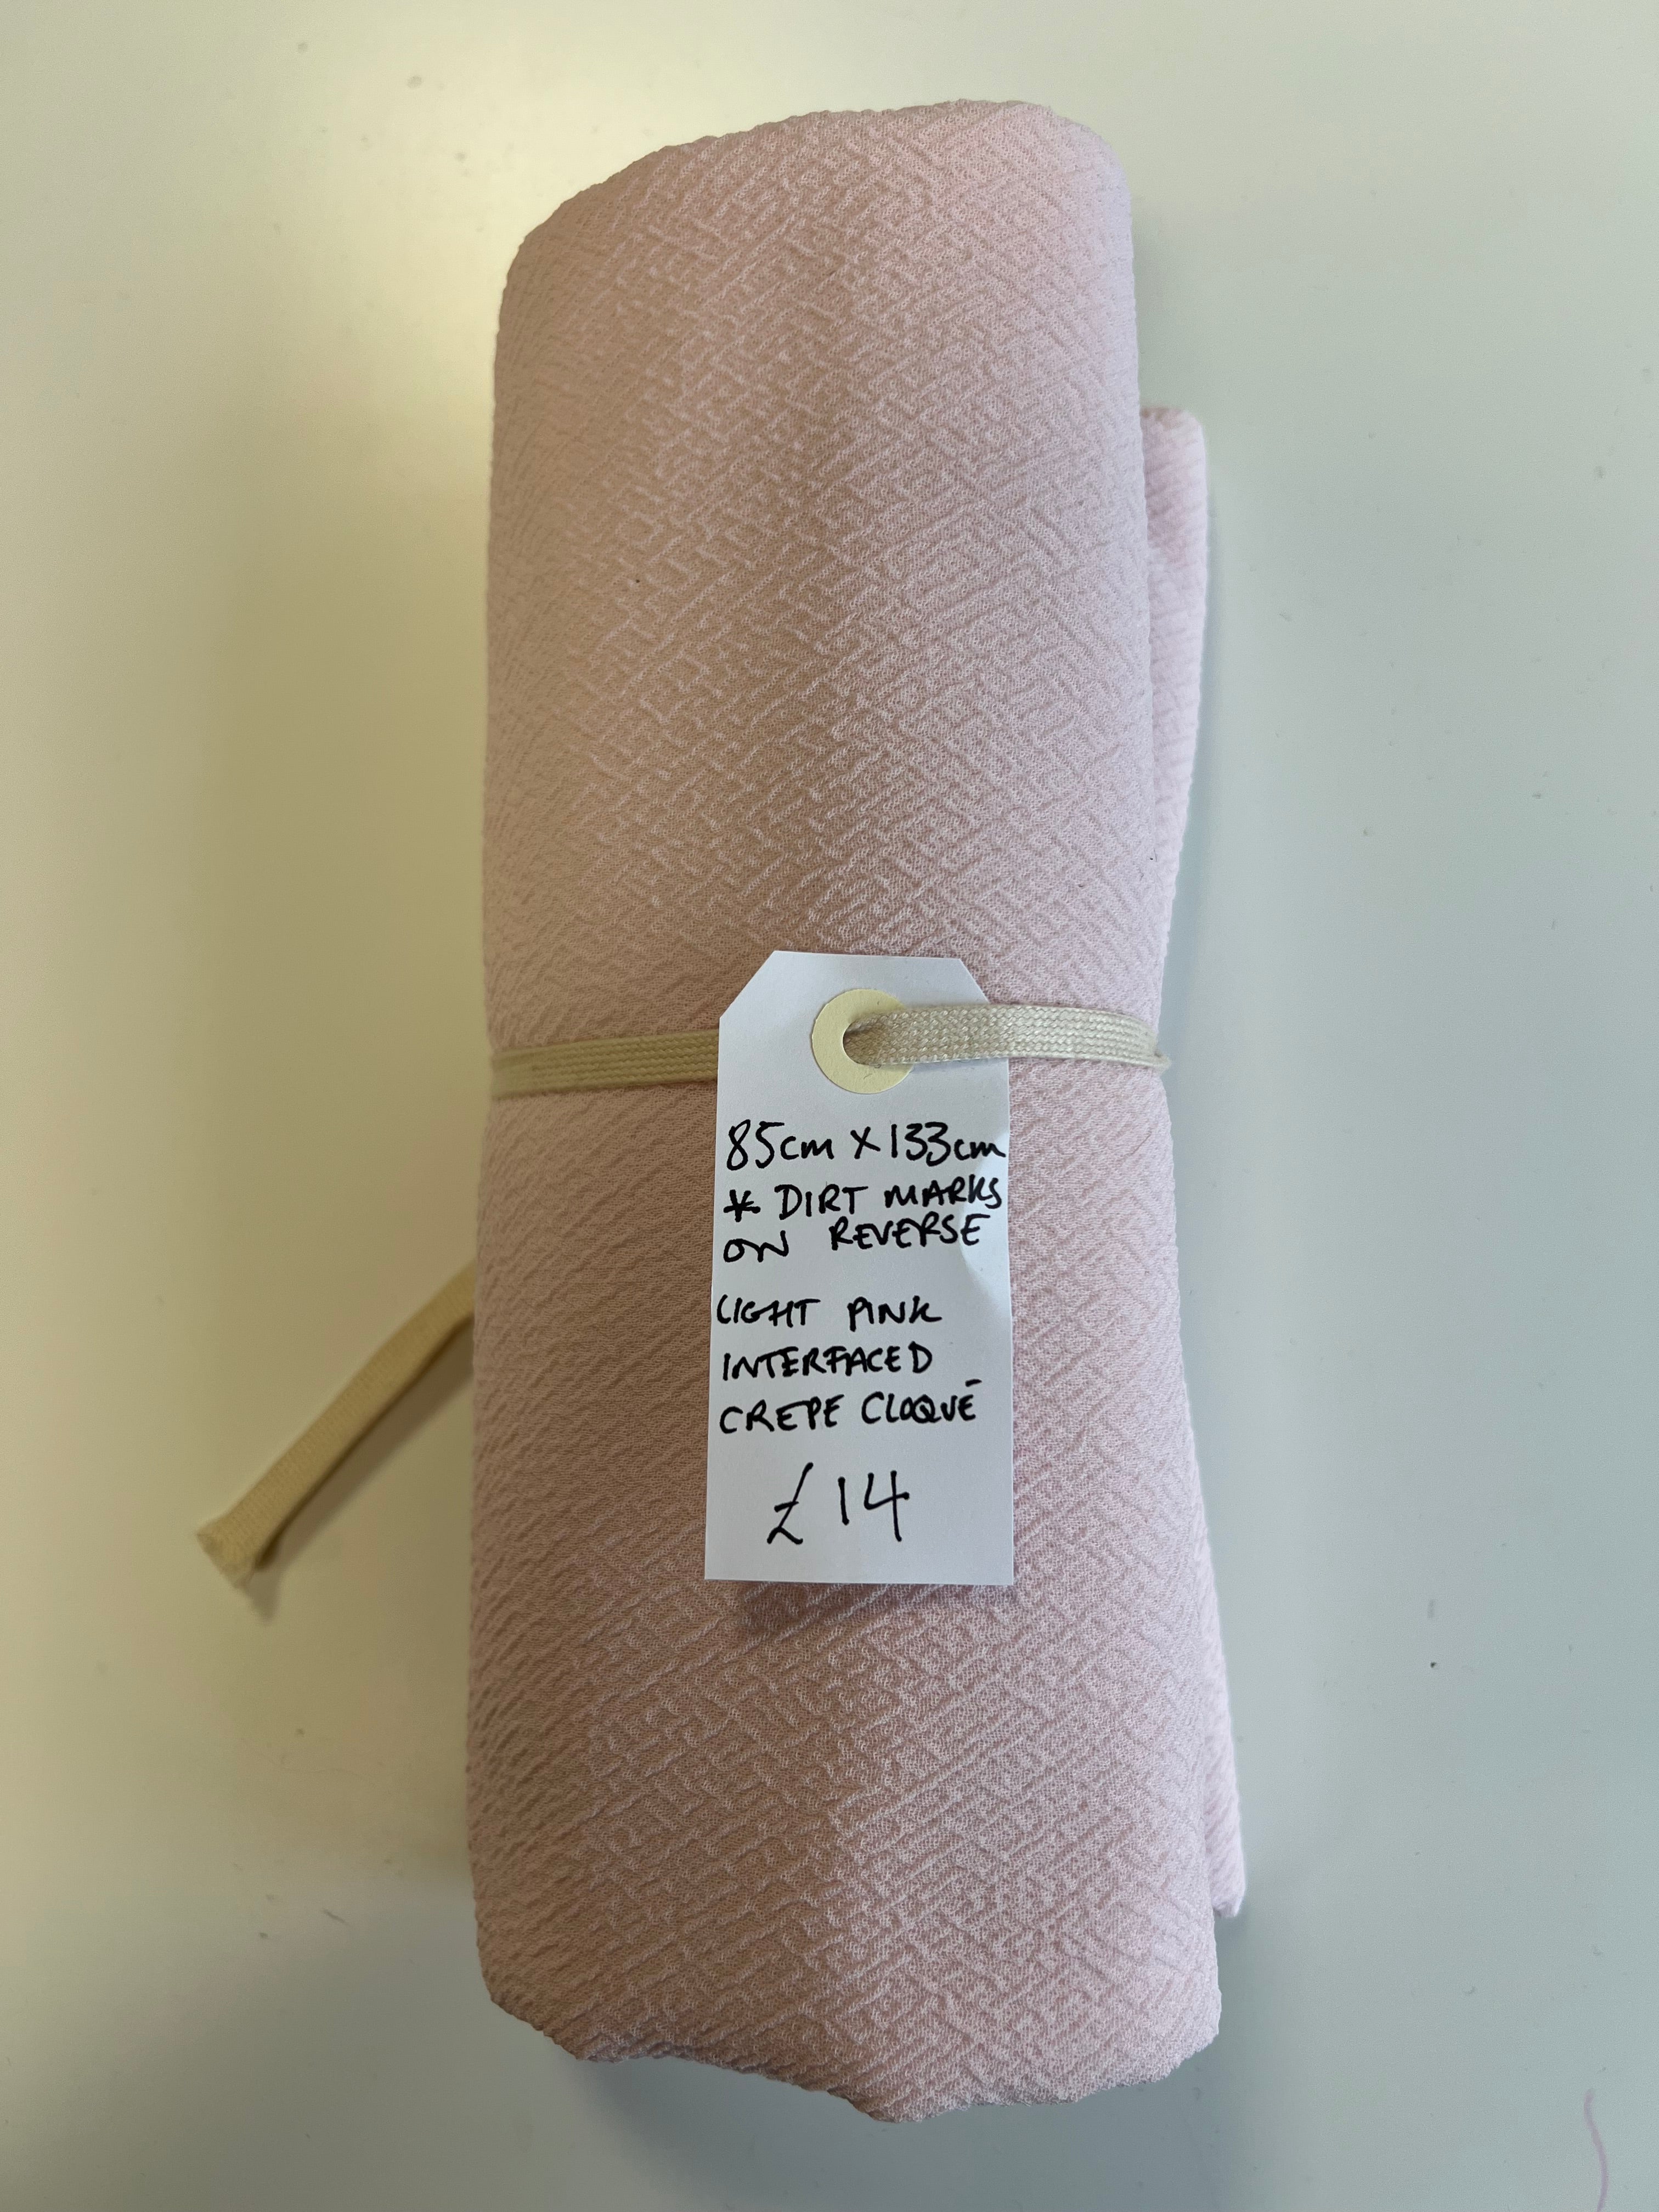 85cm x 133cm
* DIRT MARKS
ON REVERSE
LIGHT PINK
INTERFACED
CREPE CLOQUÉ
£14